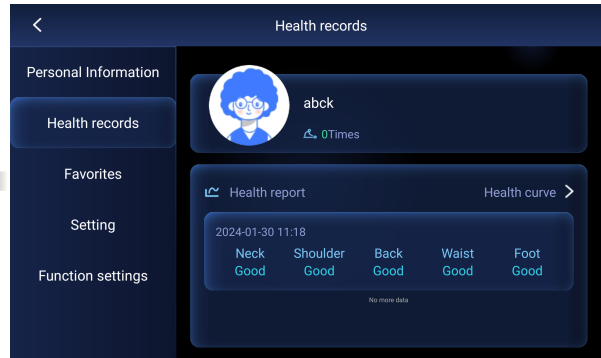 Health records
Personal Information
Health records
Favorites
Setting
Function settings
abck
0Times
Health report
Health curve
2024-01-30 11:18
Neck Shoulder Back Waist Foot
Good Good Good Good Good
No more data